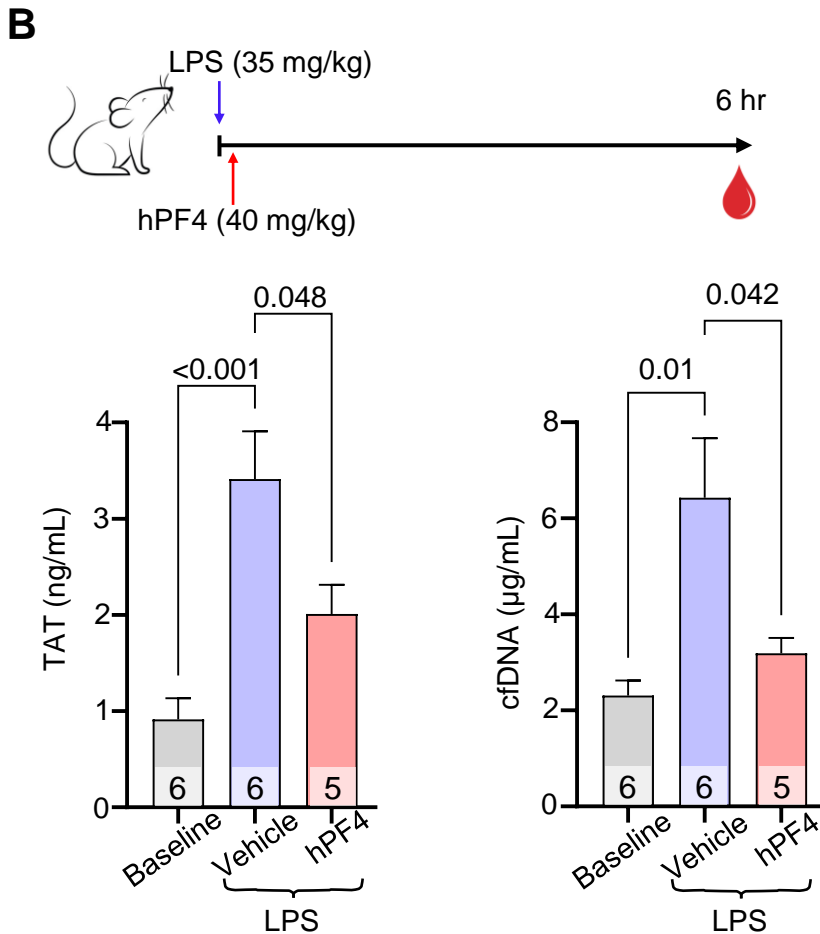 B
LPS (35 mg/kg)
6 hr
hPF4 (40 mg/kg)
0.048
<0.001
4
3
2
1
0
TAT (ng/mL)
6
6
5
Baseline
Vehicle
hPF4
LPS
0.042
0.01
8
6
4
2
0
cfDNA (µg/mL)
6
6
5
Baseline
Vehicle
hPF4
LPS